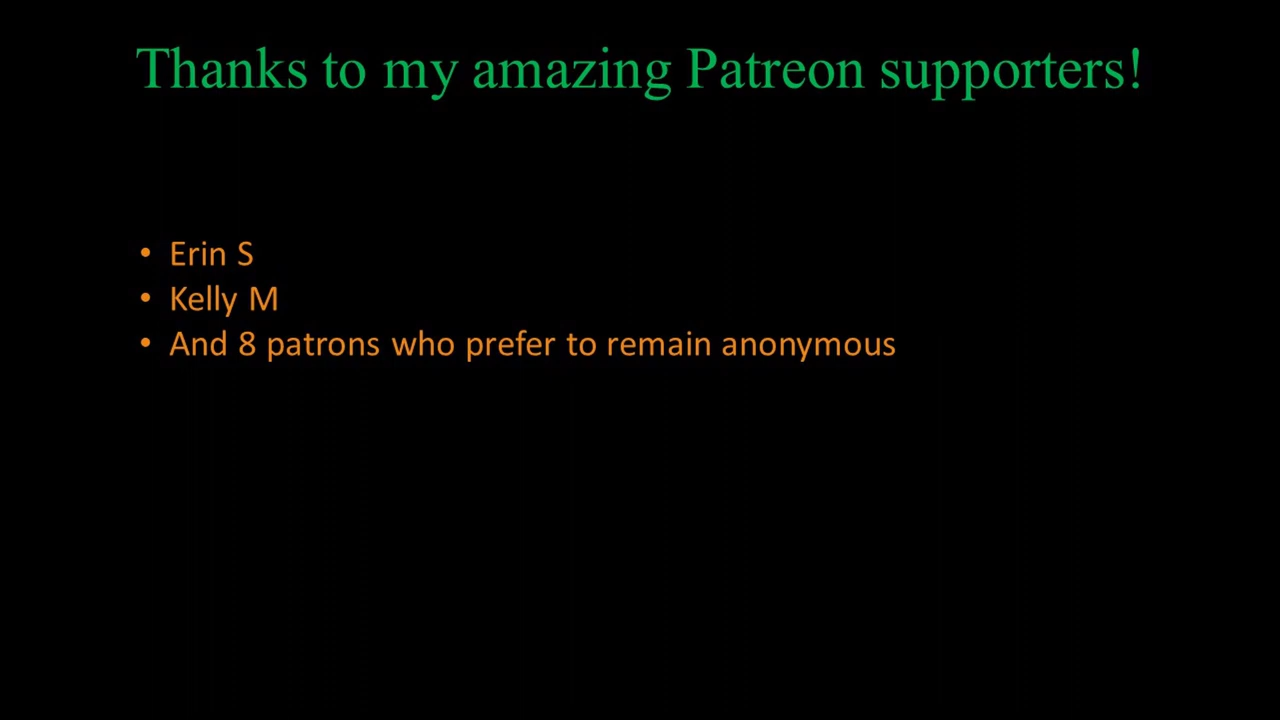 Thanks to my amazing Patreon supporters!
• Erin S
• Kelly M
• And 8 patrons who prefer to remain anonymous